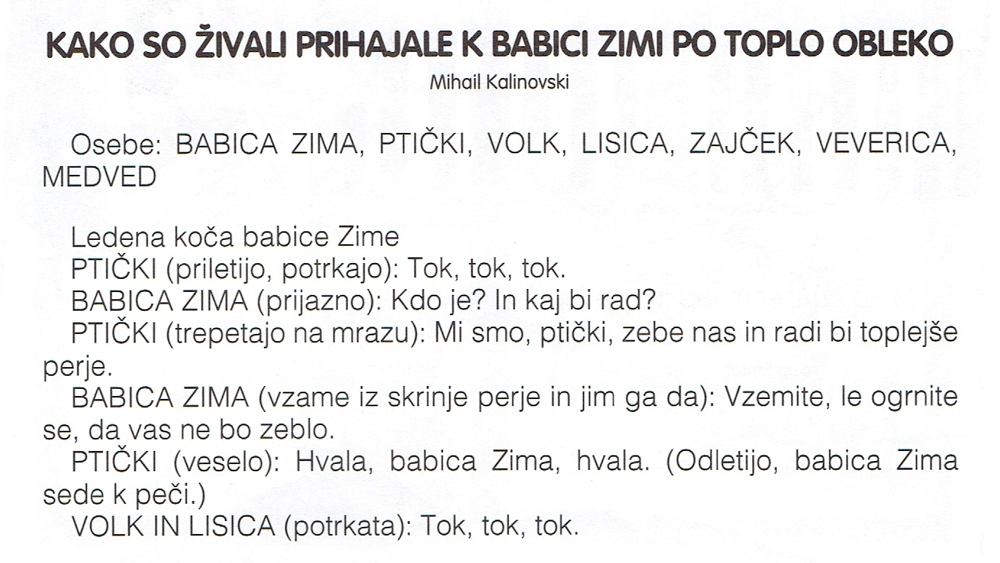 KAKO SO ŽIVALI PRIHAJALE K BABICI ZIMI PO TOPLO OBLEKO
Mihail Kalinovski
Osebe: BABICA ZIMA, PTIČKI, VOLK, LISICA, ZAJČEK, VEVERICA,
MEDVED
Ledena koča babice Zime
PTIČKI (priletijo, potrkajo): Tok, tok, tok.
BABICA ZIMA (prijazno): Kdo je? In kaj bi rad?
PTIČKI (trepetajo na mrazu): Mi smo, ptički, zebe nas in radi bi toplejše
perje.
BABICA ZIMA (vzame iz skrinje perje in jim ga da): Vzemite, le ogrnite
se, da vas ne bo zeblo.
PTIČKI (veselo): Hvala, babica Zima, hvala. (Odletijo, babica Zima
sede k peči.)
VOLK IN LISICA (potrkata): Tok, tok, tok.